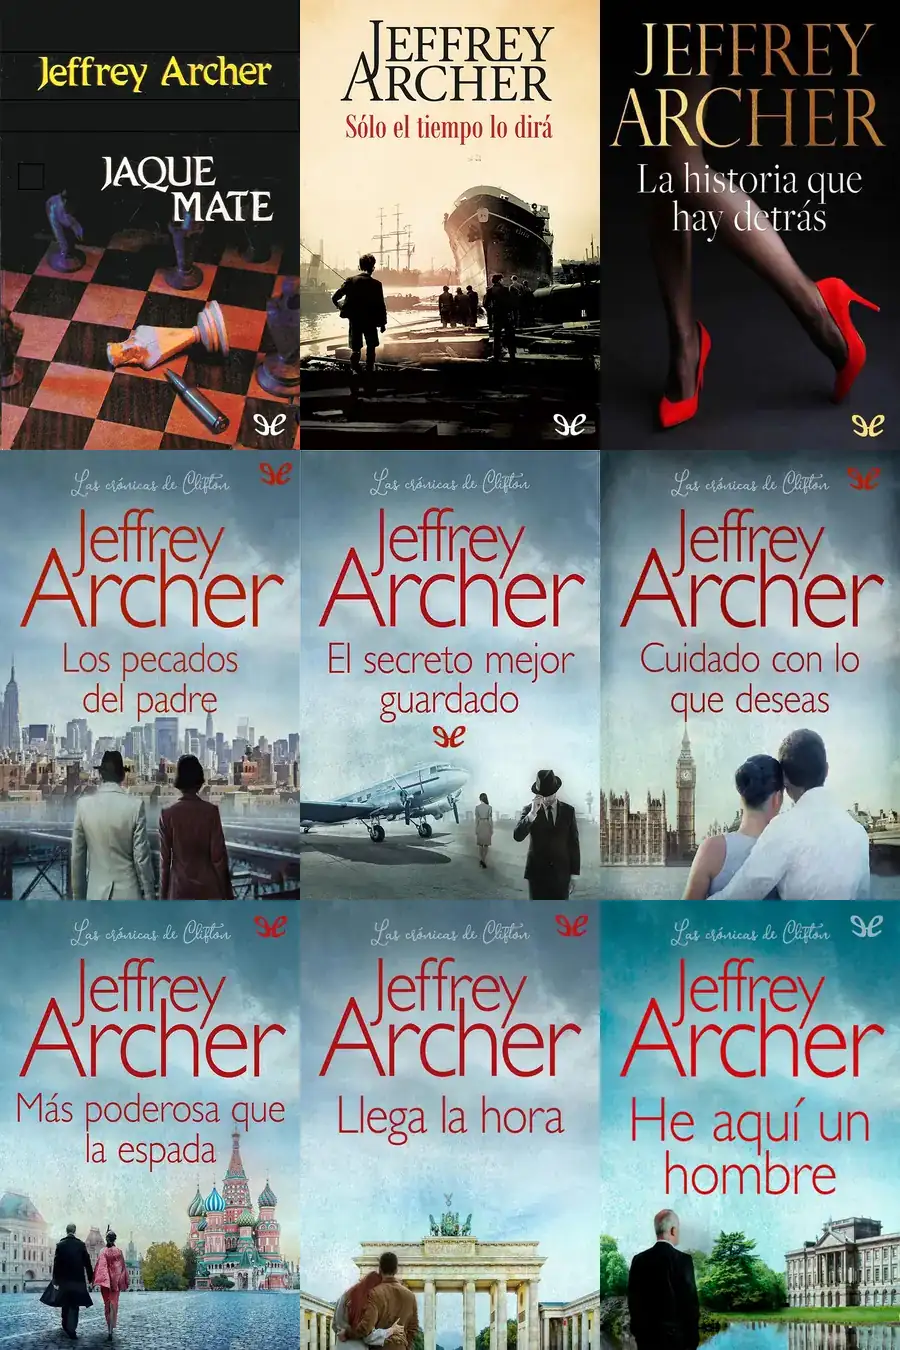 Jeffrey Archer
JAQUE
MATE
JEFFREY
ARCHER
Sólo el tiempo lo dirá
JEFFREY
ARCHER
La historia que
hay detrás
Las crónicas de Clifton
Jeffrey
Archer
Los pecados
del padre
Las crónicas de Clifton
Jeffrey
Archer
El secreto mejor
guardado
Las crónicas de Clifton
Jeffrey
Archer
Cuidado con lo
que deseas
Las crónicas de Clifton
Jeffrey
Archer
Más poderosa que
la espada
Las crónicas de Clifton
Jeffrey
Archer
Llega la hora
Las crónicas de Clifton
Jeffrey
Archer
He aquí un
hombre